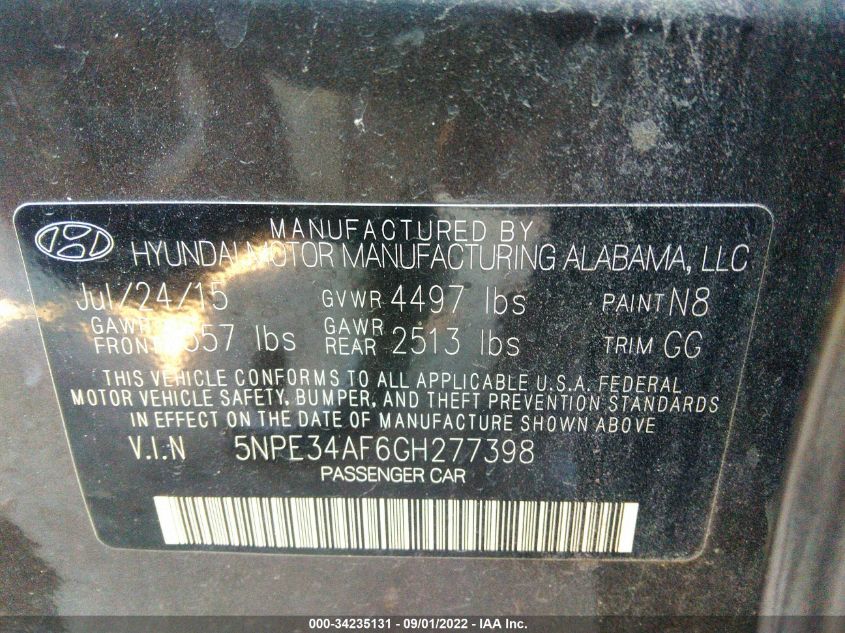 MANUFACTURED BY
HYUNDAI MOTOR MANUFACTURING ALABAMA, LLC
Jul/24/15 GVWR 4497 lbs PAINT N8
GAWR FRONT lbs GAWR REAR 2513 lbs TRIM GG
THIS VEHICLE CONFORMS TO ALL APPLICABLE U.S.A. FEDERAL
MOTOR VEHICLE SAFETY, BUMPER, AND THEFT PREVENTION STANDARDS
IN EFFECT ON THE DATE OF MANUFACTURE SHOWN ABOVE
V.I.N 5NPE34AF6GH277398
PASSENGER CAR
000-34235131 - 09/01/2022 - IAA Inc.